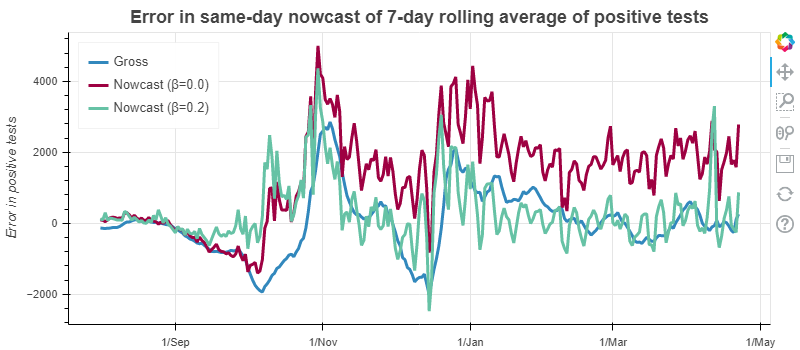 Error in same-day nowcast of 7-day rolling average of positive tests
Gross
Nowcast (β=0.0)
Nowcast (β=0.2)
Error in positive tests
4000
2000
0
−2000
1/Sep
1/Nov
1/Jan
1/Mar
1/May